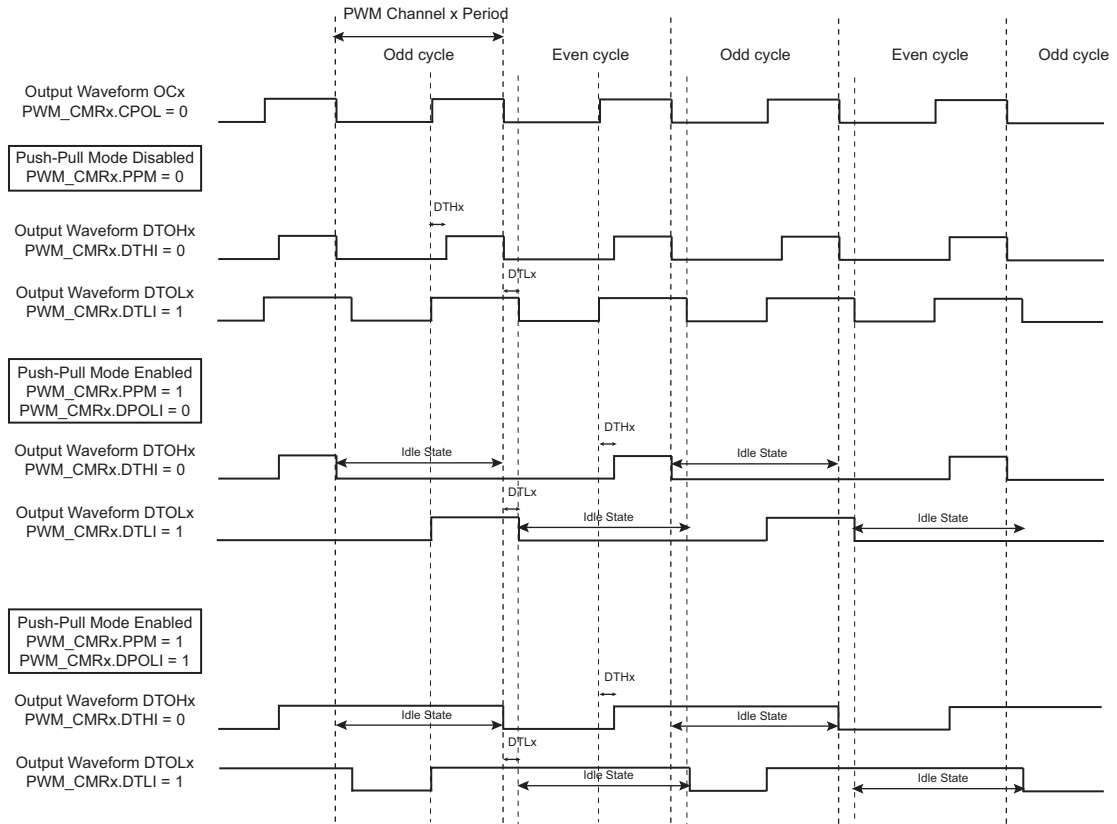 PWM Channel x Period
Odd cycle
Even cycle
Odd cycle
Even cycle
Odd cycle
Output Waveform OCx
PWM_CMRx.CPOL = 0
Push-Pull Mode Disabled
PWM_CMRx.PPM = 0
DTHx
Output Waveform DTOHx
PWM_CMRx.DTHI = 0
DTLx
Output Waveform DTOLx
PWM_CMRx.DTLI = 1
Push-Pull Mode Enabled
PWM_CMRx.PPM = 1
PWM_CMRx.DPOLI = 0
DTHx
Output Waveform DTOHx
PWM_CMRx.DTHI = 0
Idle State
Idle State
DTLx
Output Waveform DTOLx
PWM_CMRx.DTLI = 1
Idle State
Idle State
Push-Pull Mode Enabled
PWM_CMRx.PPM = 1
PWM_CMRx.DPOLI = 1
DTHx
Output Waveform DTOHx
PWM_CMRx.DTHI = 0
Idle State
Idle State
DTLx
Output Waveform DTOLx
PWM_CMRx.DTLI = 1
Idle State
Idle State